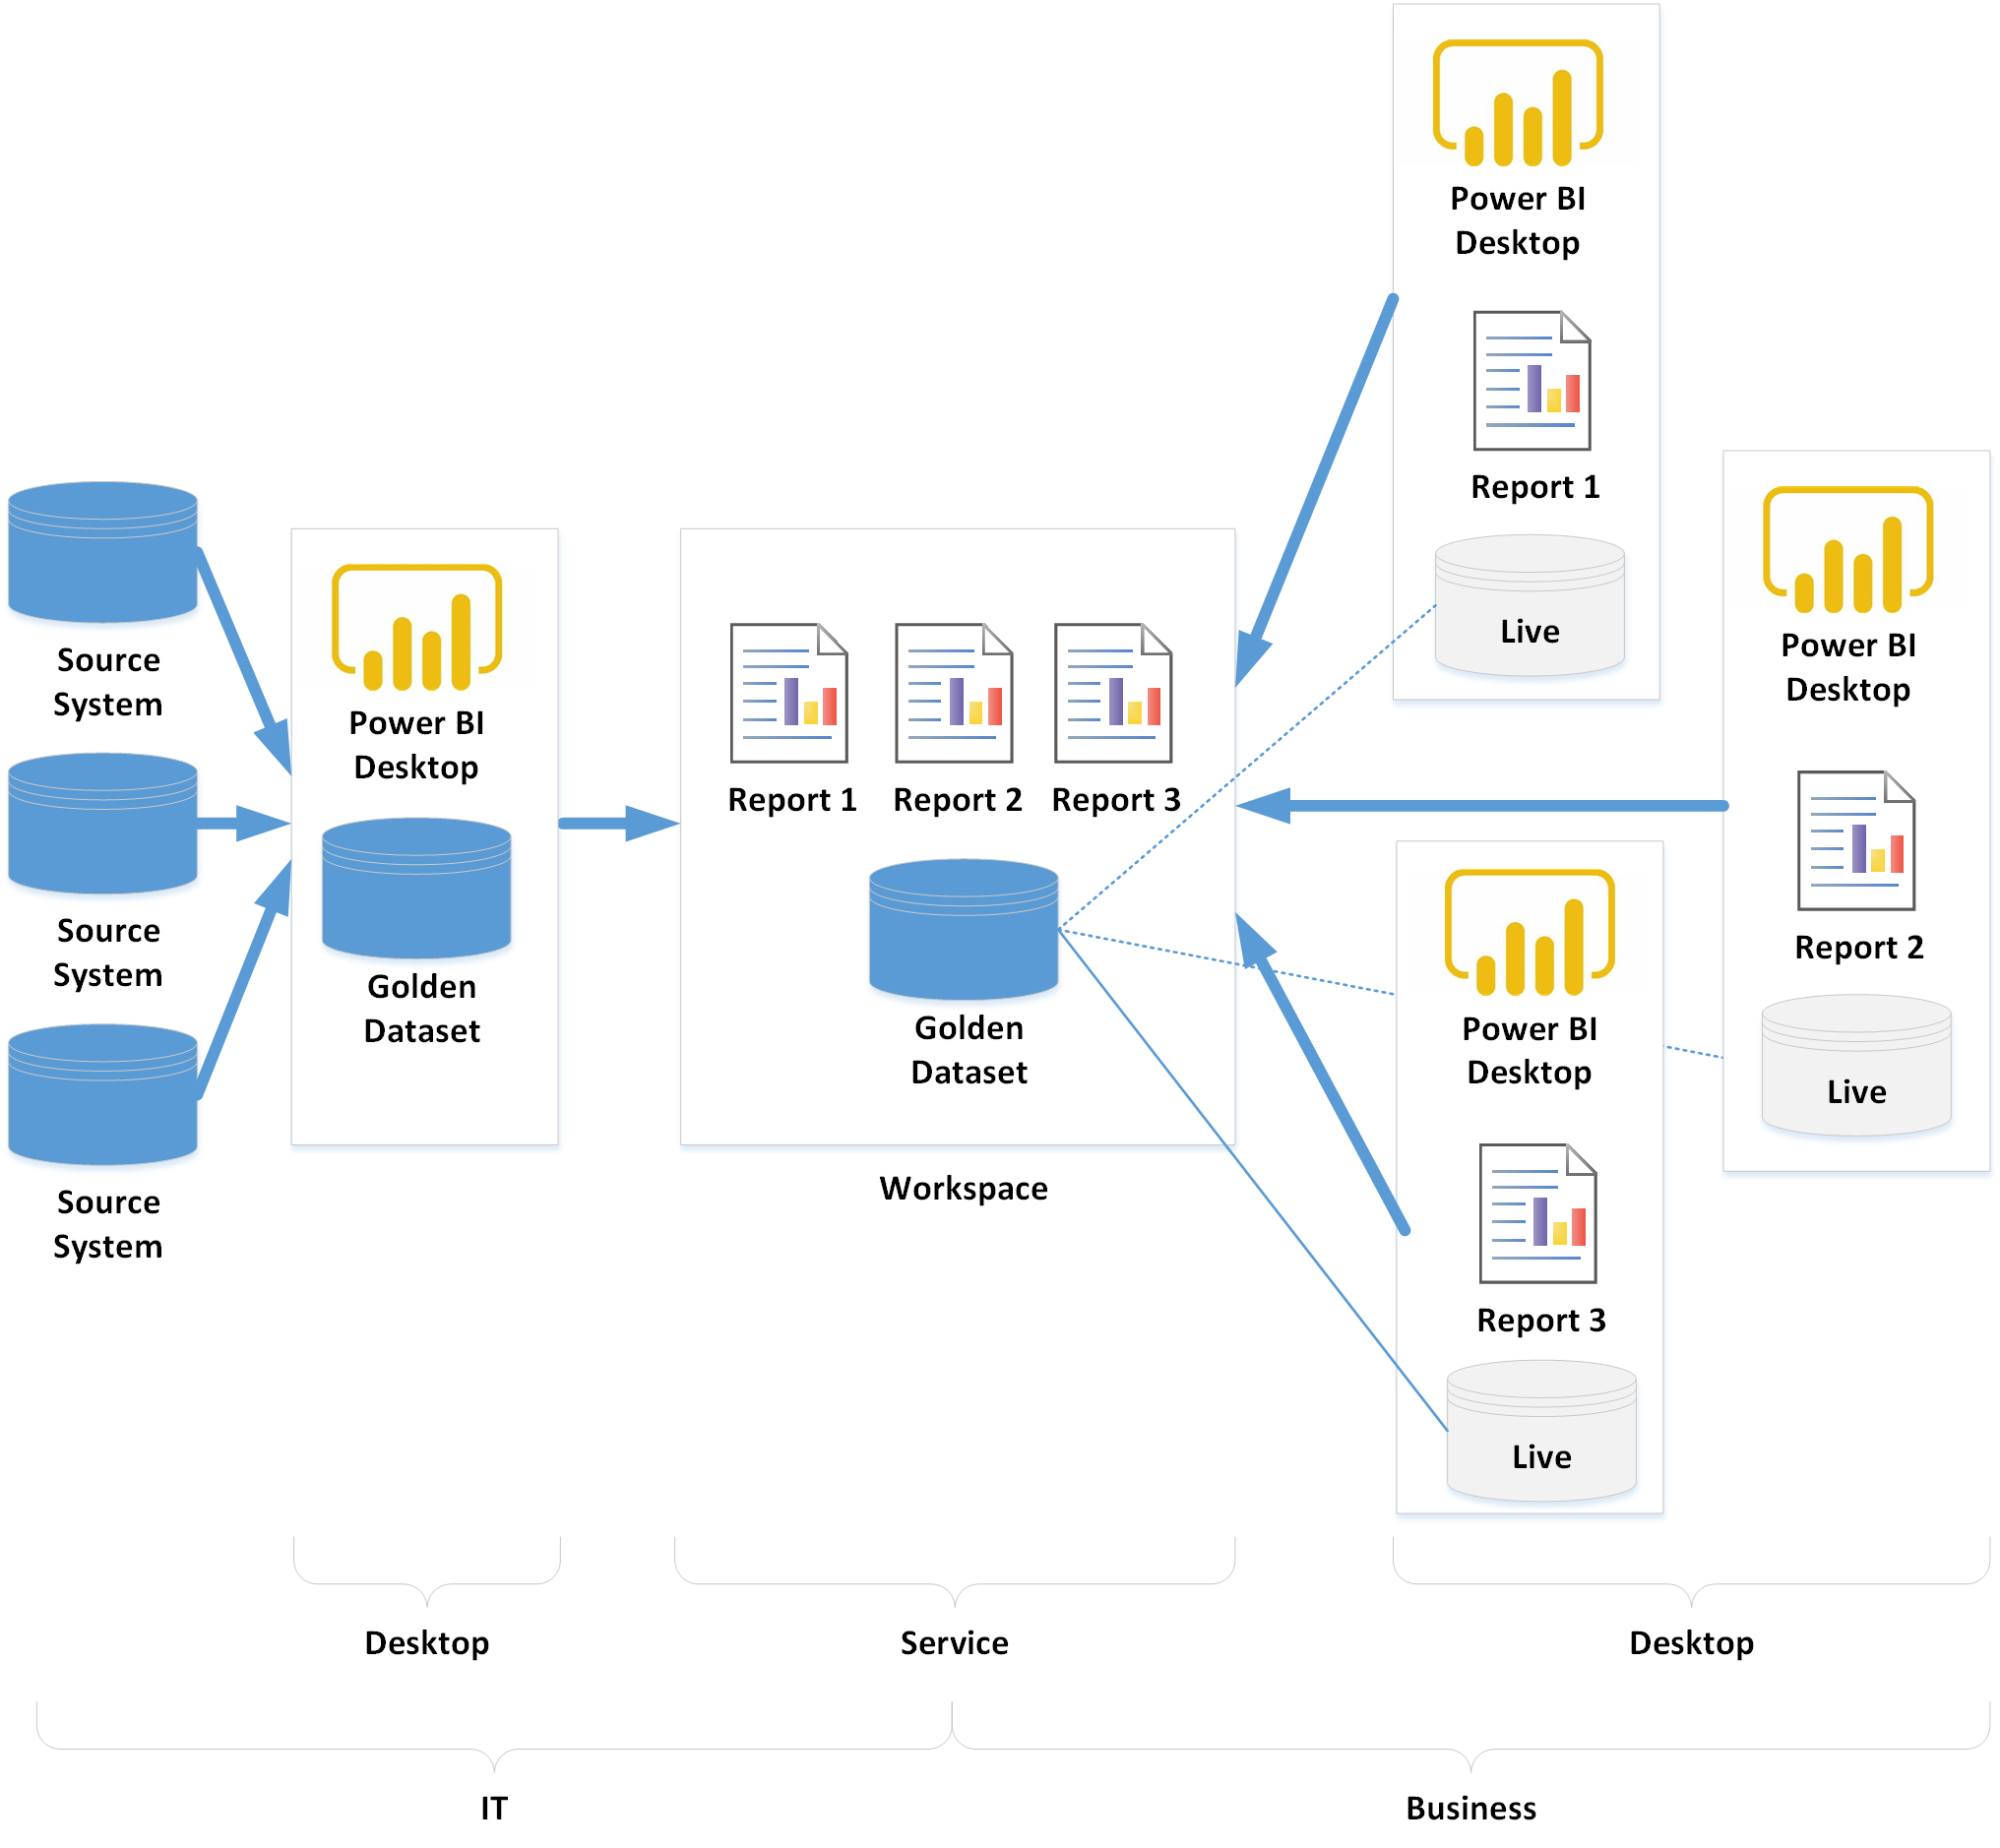 Source
System
Source
System
Source
System
Power BI
Desktop
Golden
Dataset
Report 1
Report 2
Report 3
Golden
Dataset
Workspace
Power BI
Desktop
Report 1
Live
Power BI
Desktop
Report 2
Live
Power BI
Desktop
Report 3
Live
Desktop
Service
Desktop
IT
Business